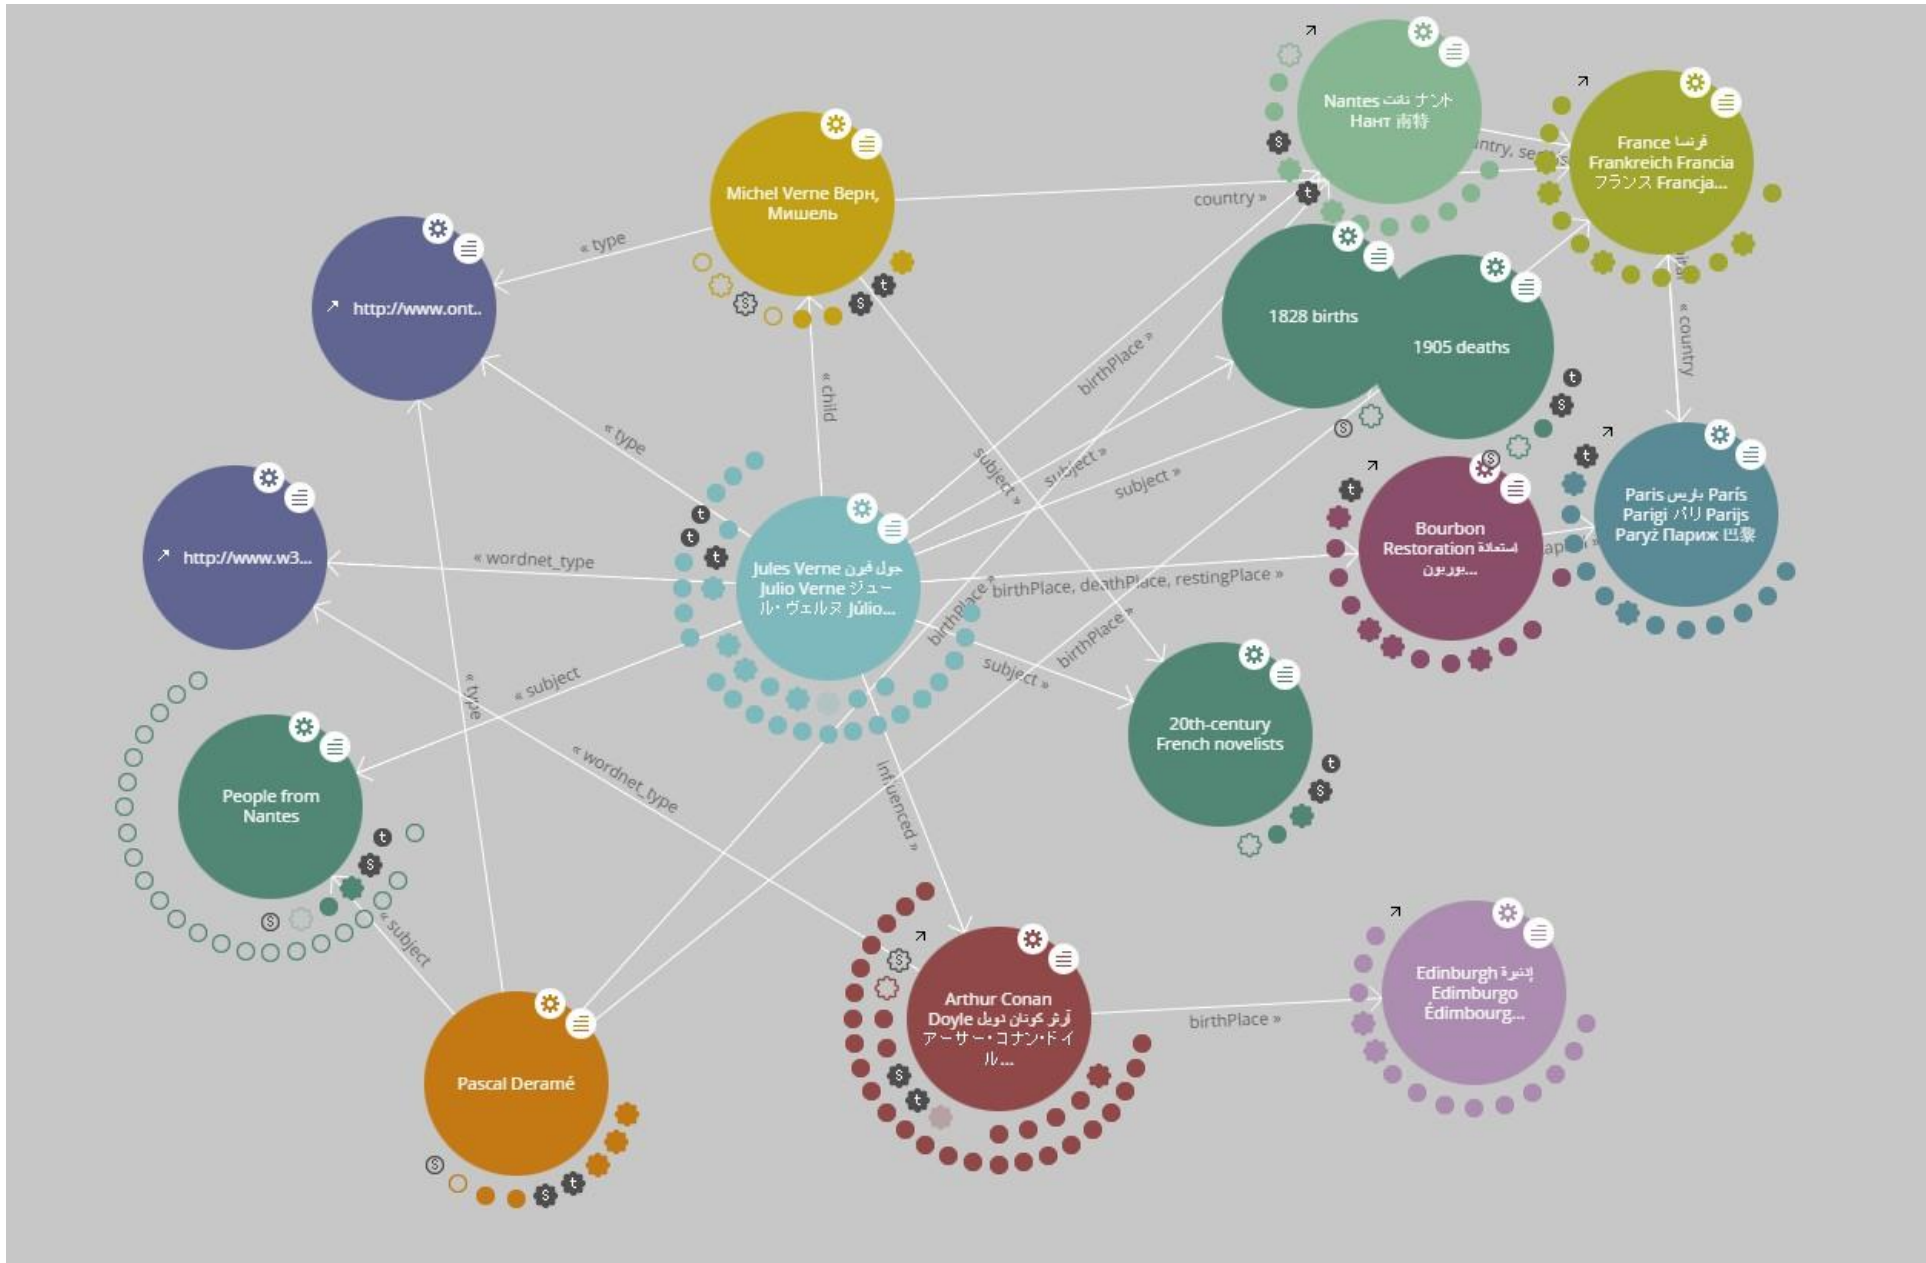 Nantes نانت ナント
Нант 南特
France فرنسا
Frankreich Francia
フランス Francja...
Michel Verne Верн,
Мишель
country »
« type
http://www.ont..
1828 births
1905 deaths
« country
birthPlace »
« child
« type
subject »
subject »
subject »
Paris باريس París
Parigi パリ Parijs
Paryż Париж 巴黎
Bourbon
Restoration استعادة
بوربون...
http://www.w3...
« wordnet_type
Jules Verne جول فيرن
Julio Verne ジュー
ル・ヴェルヌ Júlio...
birthPlace, deathPlace, restingPlace »
birthPlace »
birthPlace »
subject »
« subject
« type
20th-century
French novelists
« wordnet_type
influenced »
People from
Nantes
« subject
Arthur Conan
Doyle آرثر كونان دويل
アーサー・コナン・ドイ
ル...
birthPlace »
Edinburgh إدنبرة
Edimburgo
Édimbourg...
Pascal Deramé